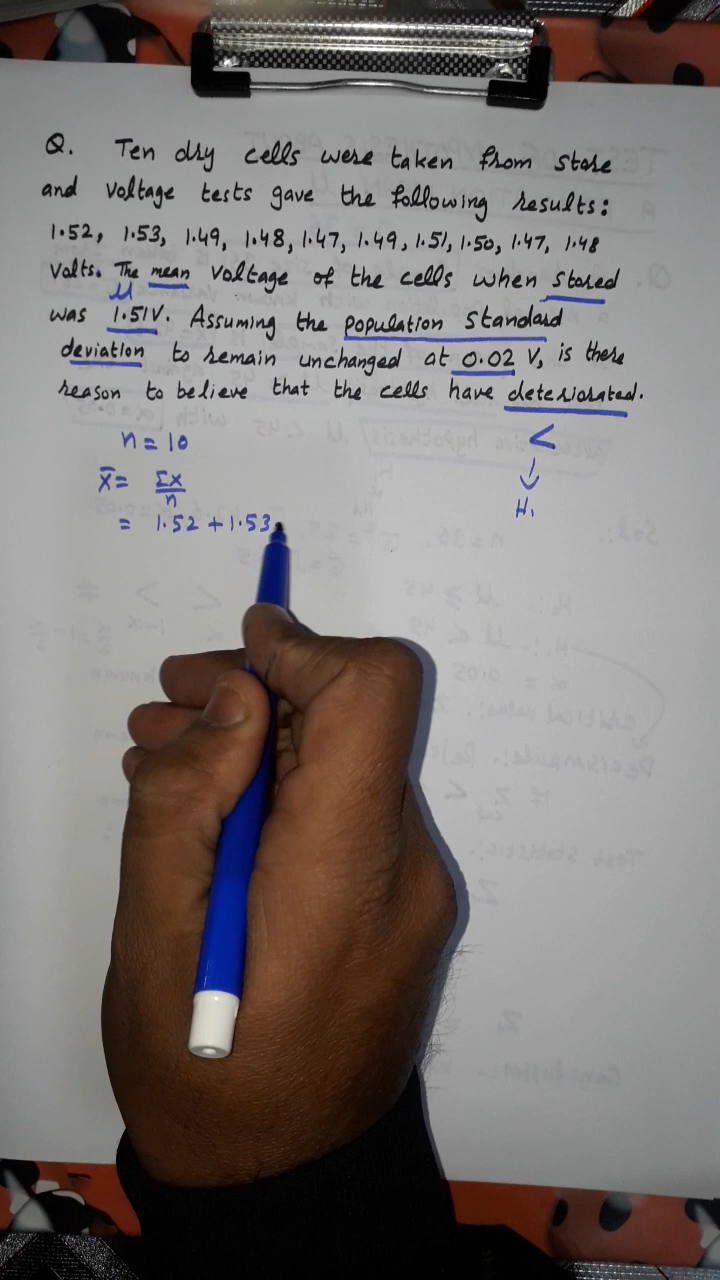 Q. Ten dry cells were taken from store
and voltage tests gave the following results:
1.52, 1.53, 1.49, 1.48, 1.47, 1.49, 1.51, 1.50, 1.47, 1.48
volts. The mean voltage of the cells when stored
μ
was 1.51V. Assuming the population standard
deviation to remain unchanged at 0.02 V, is there
reason to believe that the cells have deteriorated.
n = 10
<
x̄ = Σx/n
H₁
= 1.52 + 1.53